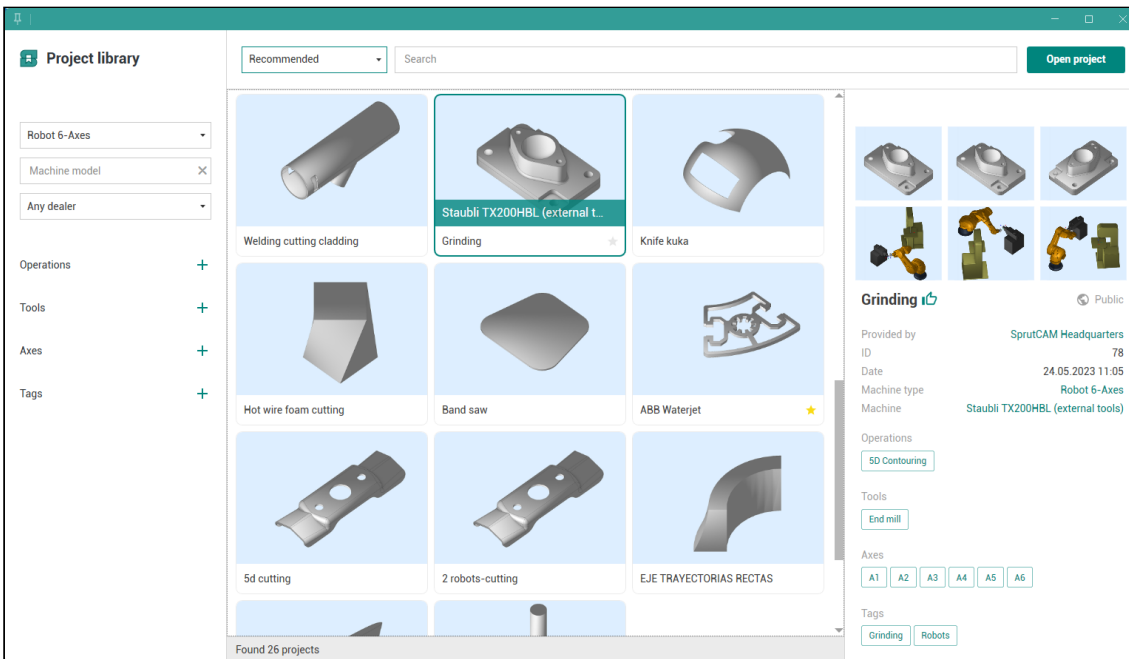 Project library
Recommended
Search
Open project
Robot 6-Axes
Machine model
Any dealer
Operations
Tools
Axes
Tags
Welding cutting cladding
Staubli TX200HBL (external t...
Grinding
Knife kuka
Hot wire foam cutting
Band saw
ABB Waterjet
5d cutting
2 robots-cutting
EJE TRAYECTORIAS RECTAS
Found 26 projects
Grinding
Public
Provided by SprutCAM Headquarters
ID 78
Date 24.05.2023 11:05
Machine type Robot 6-Axes
Machine Staubli TX200HBL (external tools)
Operations
5D Contouring
Tools
End mill
Axes
A1 A2 A3 A4 A5 A6
Tags
Grinding Robots